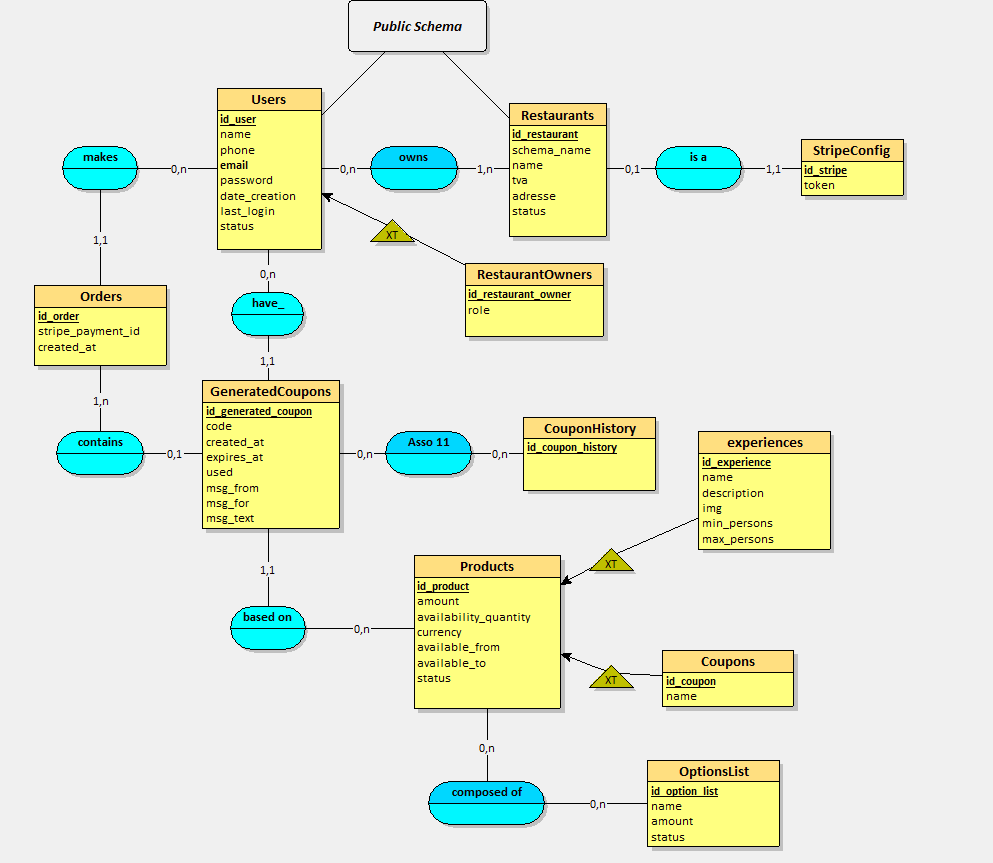 Public Schema
Users
id_user
name
phone
email
password
date_creation
last_login
status
makes
0,n
0,n
owns
1,n
Restaurants
id_restaurant
schema_name
name
tva
adresse
status
0,1
is a
1,1
StripeConfig
id_stripe
token
XT
RestaurantOwners
id_restaurant_owner
role
1,1
0,n
have_
1,1
Orders
id_order
stripe_payment_id
created_at
1,n
contains
0,1
GeneratedCoupons
id_generated_coupon
code
created_at
expires_at
used
msg_from
msg_for
msg_text
0,n
Asso 11
0,n
CouponHistory
id_coupon_history
experiences
id_experience
name
description
img
min_persons
max_persons
XT
1,1
based on
0,n
Products
id_product
amount
availability_quantity
currency
available_from
available_to
status
XT
Coupons
id_coupon
name
0,n
composed of
0,n
OptionsList
id_option_list
name
amount
status